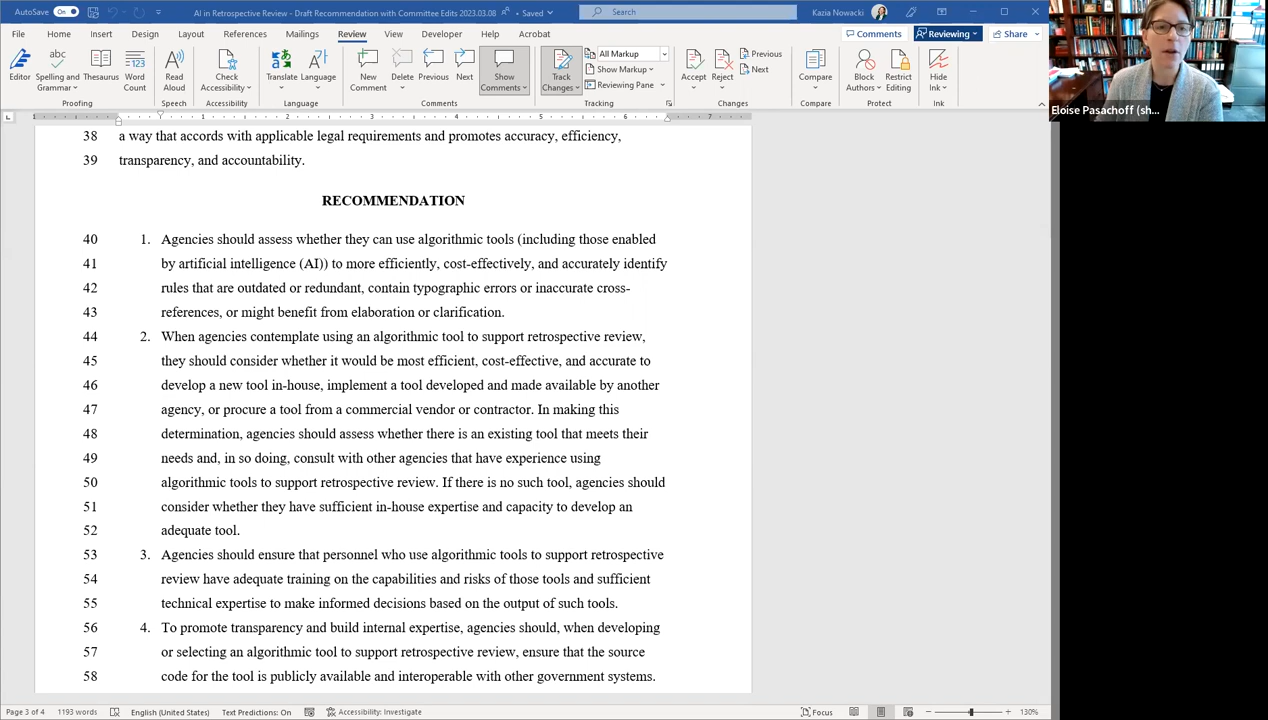 AutoSave On AI in Retrospective Review - Draft Recommendation with Committee Edits 2023.03.08 • Saved Search Kazia Nowacki
File Home Insert Design Layout References Mailings Review View Developer Help Acrobat Comments Reviewing Share
Editor Spelling and Grammar Thesaurus Word Count Read Aloud Check Accessibility Translate Language New Comment Delete Previous Next Show Comments Track Changes All Markup Show Markup Reviewing Pane Accept Reject Previous Next Compare Block Authors Restrict Editing Hide Ink
Proofing Speech Accessibility Language Comments Tracking Changes Compare Protect Ink
Eloise Pasachoff (sh...
1 1 2 3 4 5 6 7
38 a way that accords with applicable legal requirements and promotes accuracy, efficiency,
39 transparency, and accountability.
RECOMMENDATION
40 1. Agencies should assess whether they can use algorithmic tools (including those enabled
41 by artificial intelligence (AI)) to more efficiently, cost-effectively, and accurately identify
42 rules that are outdated or redundant, contain typographic errors or inaccurate cross-
43 references, or might benefit from elaboration or clarification.
44 2. When agencies contemplate using an algorithmic tool to support retrospective review,
45 they should consider whether it would be most efficient, cost-effective, and accurate to
46 develop a new tool in-house, implement a tool developed and made available by another
47 agency, or procure a tool from a commercial vendor or contractor. In making this
48 determination, agencies should assess whether there is an existing tool that meets their
49 needs and, in so doing, consult with other agencies that have experience using
50 algorithmic tools to support retrospective review. If there is no such tool, agencies should
51 consider whether they have sufficient in-house expertise and capacity to develop an
52 adequate tool.
53 3. Agencies should ensure that personnel who use algorithmic tools to support retrospective
54 review have adequate training on the capabilities and risks of those tools and sufficient
55 technical expertise to make informed decisions based on the output of such tools.
56 4. To promote transparency and build internal expertise, agencies should, when developing
57 or selecting an algorithmic tool to support retrospective review, ensure that the source
58 code for the tool is publicly available and interoperable with other government systems.
Page 3 of 4 1193 words English (United States) Text Predictions: On Accessibility: Investigate Focus 130%